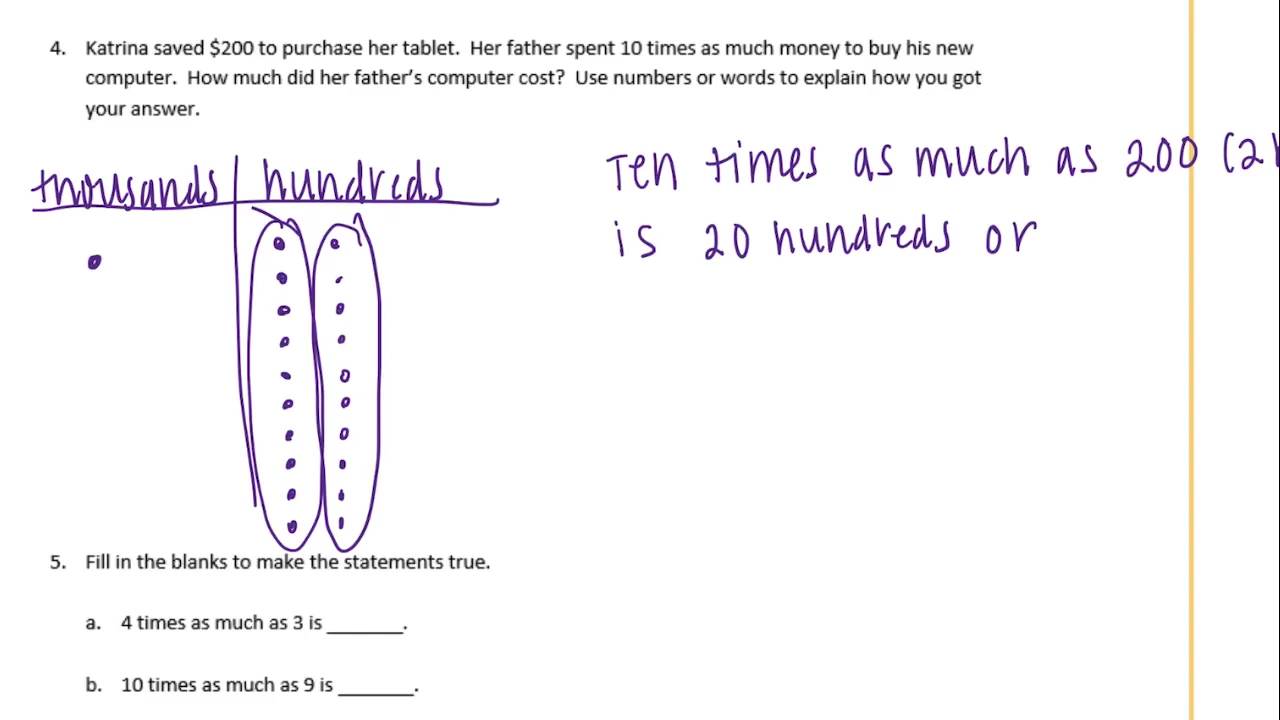 4. Katrina saved $200 to purchase her tablet. Her father spent 10 times as much money to buy his new
computer. How much did her father's computer cost? Use numbers or words to explain how you got
your answer.
thousands hundreds
Ten times as much as 200 (2
is 20 hundreds or
5. Fill in the blanks to make the statements true.
a. 4 times as much as 3 is _______.
b. 10 times as much as 9 is _______.